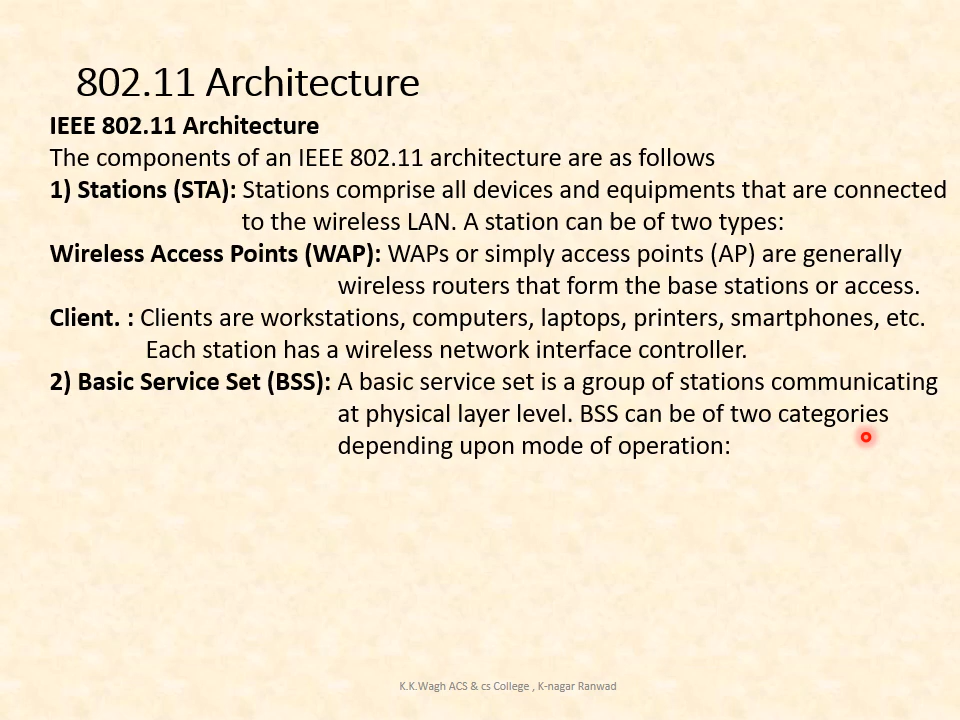 802.11 Architecture
IEEE 802.11 Architecture
The components of an IEEE 802.11 architecture are as follows
1) Stations (STA): Stations comprise all devices and equipments that are connected
to the wireless LAN. A station can be of two types:
Wireless Access Points (WAP): WAPs or simply access points (AP) are generally
wireless routers that form the base stations or access.
Client. : Clients are workstations, computers, laptops, printers, smartphones, etc.
Each station has a wireless network interface controller.
2) Basic Service Set (BSS): A basic service set is a group of stations communicating
at physical layer level. BSS can be of two categories
depending upon mode of operation:
K.K.Wagh ACS & cs College , K-nagar Ranwad